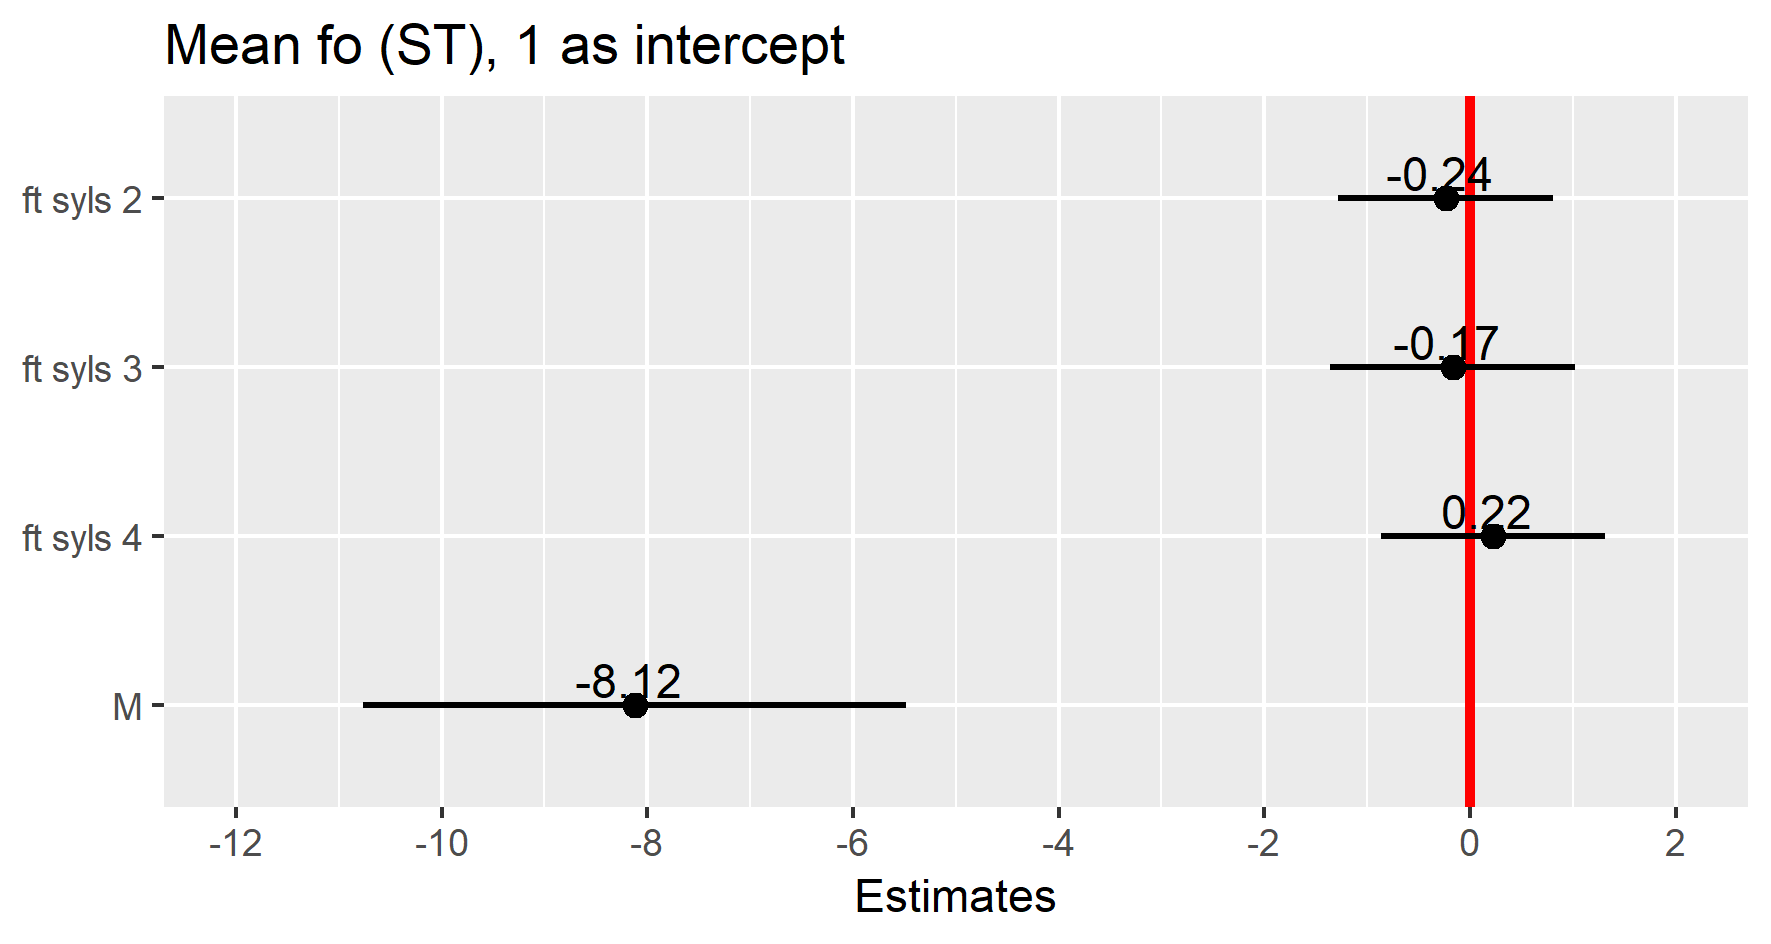 Mean fo (ST), 1 as intercept
ft syls 2
-0.24
ft syls 3
-0.17
ft syls 4
0.22
M
-8.12
-12 -10 -8 -6 -4 -2 0 2
Estimates